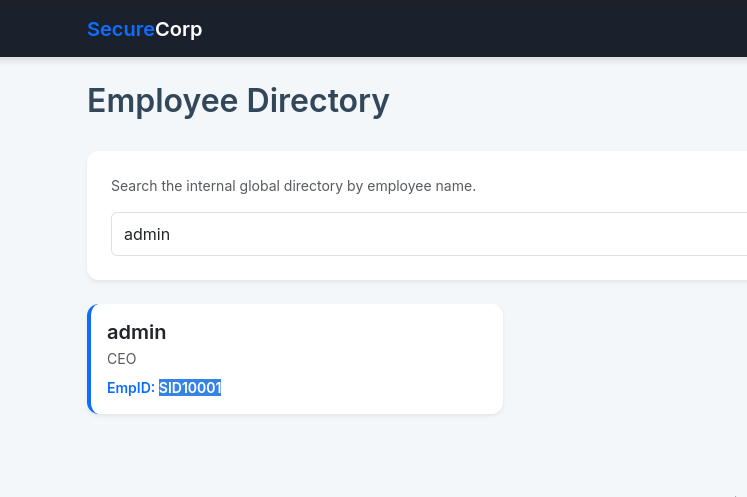 SecureCorp
Employee Directory
Search the internal global directory by employee name.
admin
admin
CEO
EmpID: SID10001